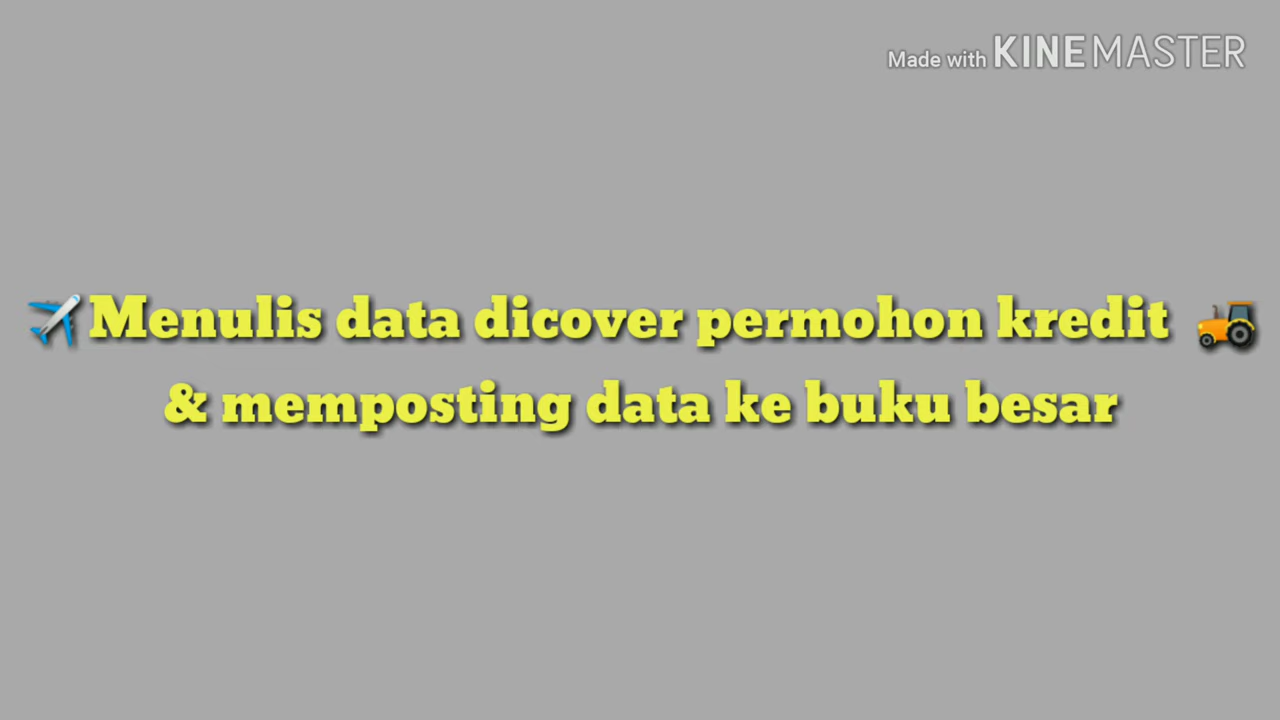 Made with KINEMASTER
✈️Menulis data dicover permohon kredit 🚜
& memposting data ke buku besar